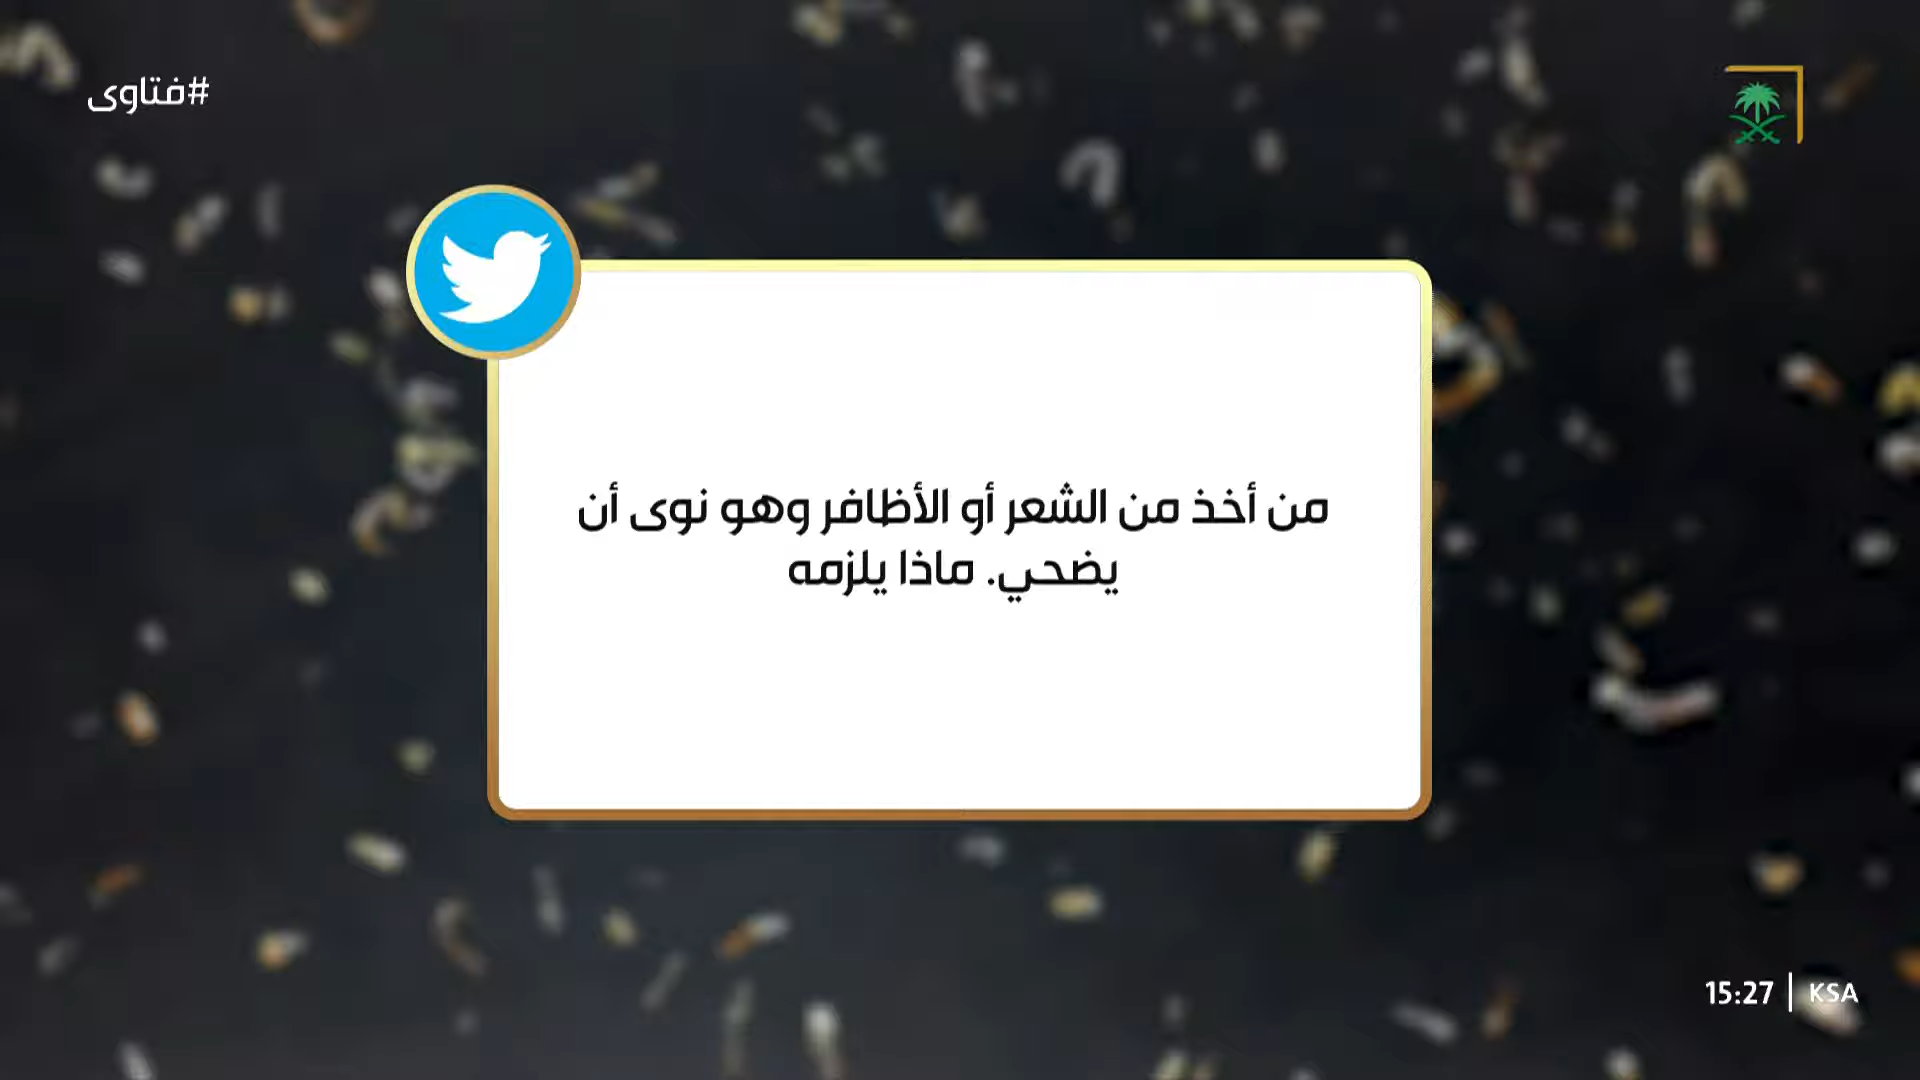 #فتاوى
من أخذ من الشعر أو الأظافر وهو نوى أن
يضحي. ماذا يلزمه
15:27 | KSA